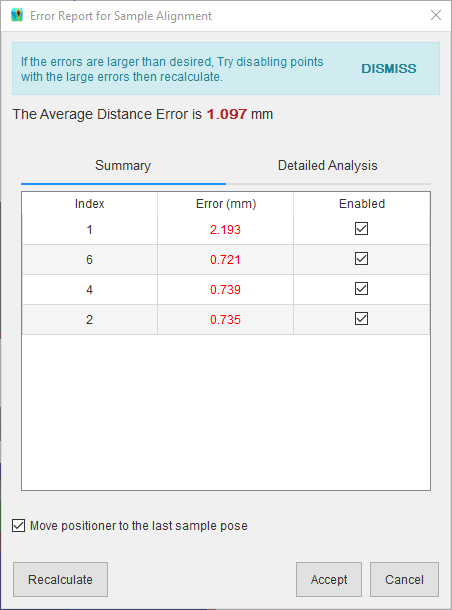 Error Report for Sample Alignment
If the errors are larger than desired, Try disabling points
with the large errors then recalculate.
DISMISS
The Average Distance Error is 1.097 mm
Summary Detailed Analysis
Index Error (mm) Enabled
1 2.193
6 0.721
4 0.739
2 0.735
Move positioner to the last sample pose
Recalculate Accept Cancel